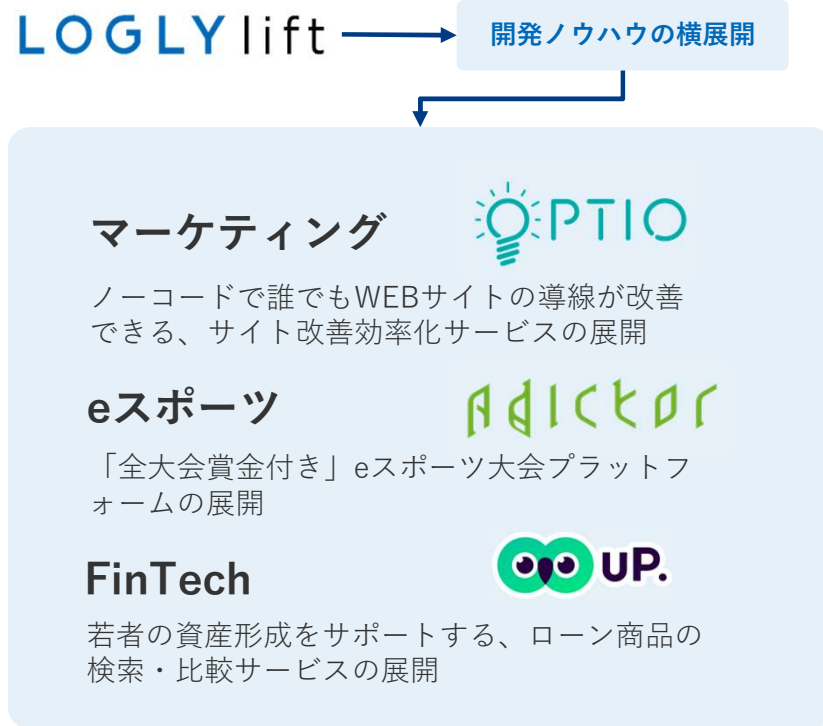 LOGLY lift
開発ノウハウの横展開
マーケティング
OPTIO
ノーコードで誰でもWEBサイトの導線が改善
できる、サイト改善効率化サービスの展開
eスポーツ
Adictor
「全大会賞金付き」eスポーツ大会プラットフ
ォームの展開
FinTech
UP.
若者の資産形成をサポートする、ローン商品の
検索・比較サービスの展開